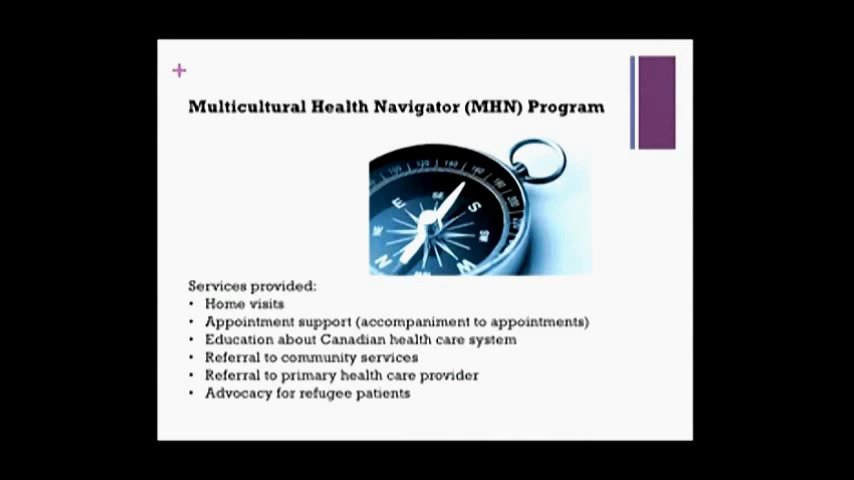 +
Multicultural Health Navigator (MHN) Program
E
S
N
W
Services provided:
• Home visits
• Appointment support (accompaniment to appointments)
• Education about Canadian health care system
• Referral to community services
• Referral to primary health care provider
• Advocacy for refugee patients